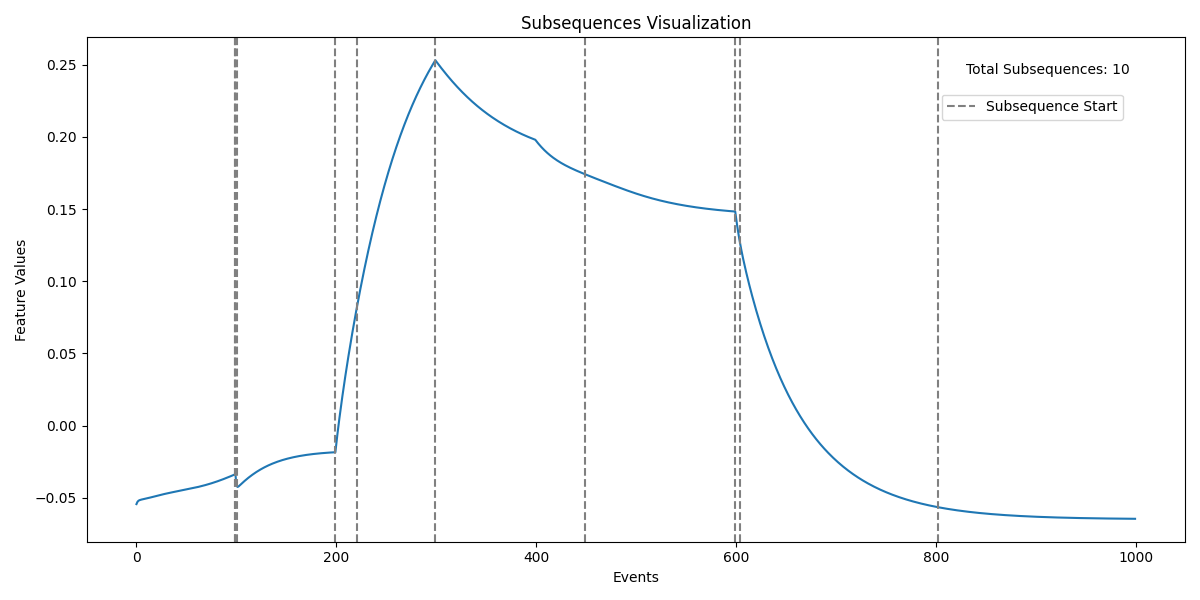 Subsequences Visualization
Total Subsequences: 10
Subsequence Start
Feature Values
0.25
0.20
0.15
0.10
0.05
0.00
−0.05
0 200 400 600 800 1000
Events